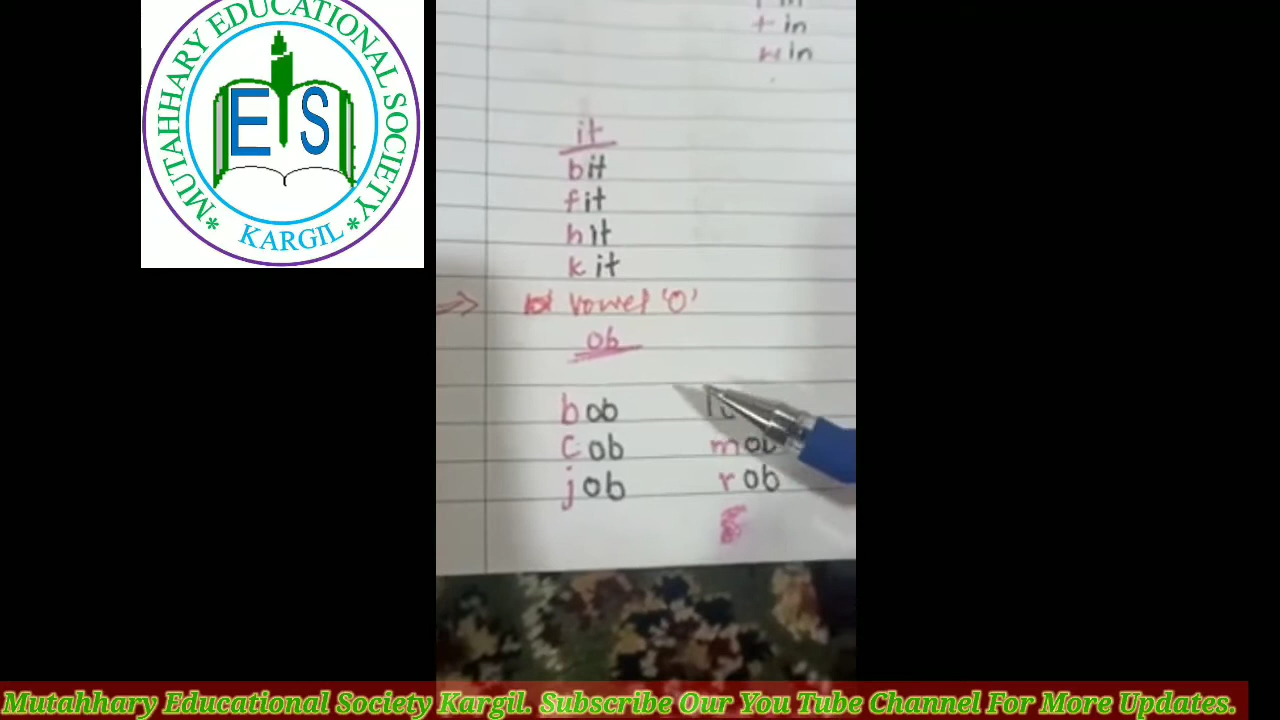 MUTAHHARY EDUCATIONAL SOCIETY
E S
* KARGIL *
t in
w in
it
bit
fit
hit
kit
vowel 'O'
ob
bob
cob mob
job rob
Mutahhary Educational Society Kargil. Subscribe Our You Tube Channel For More Updates.